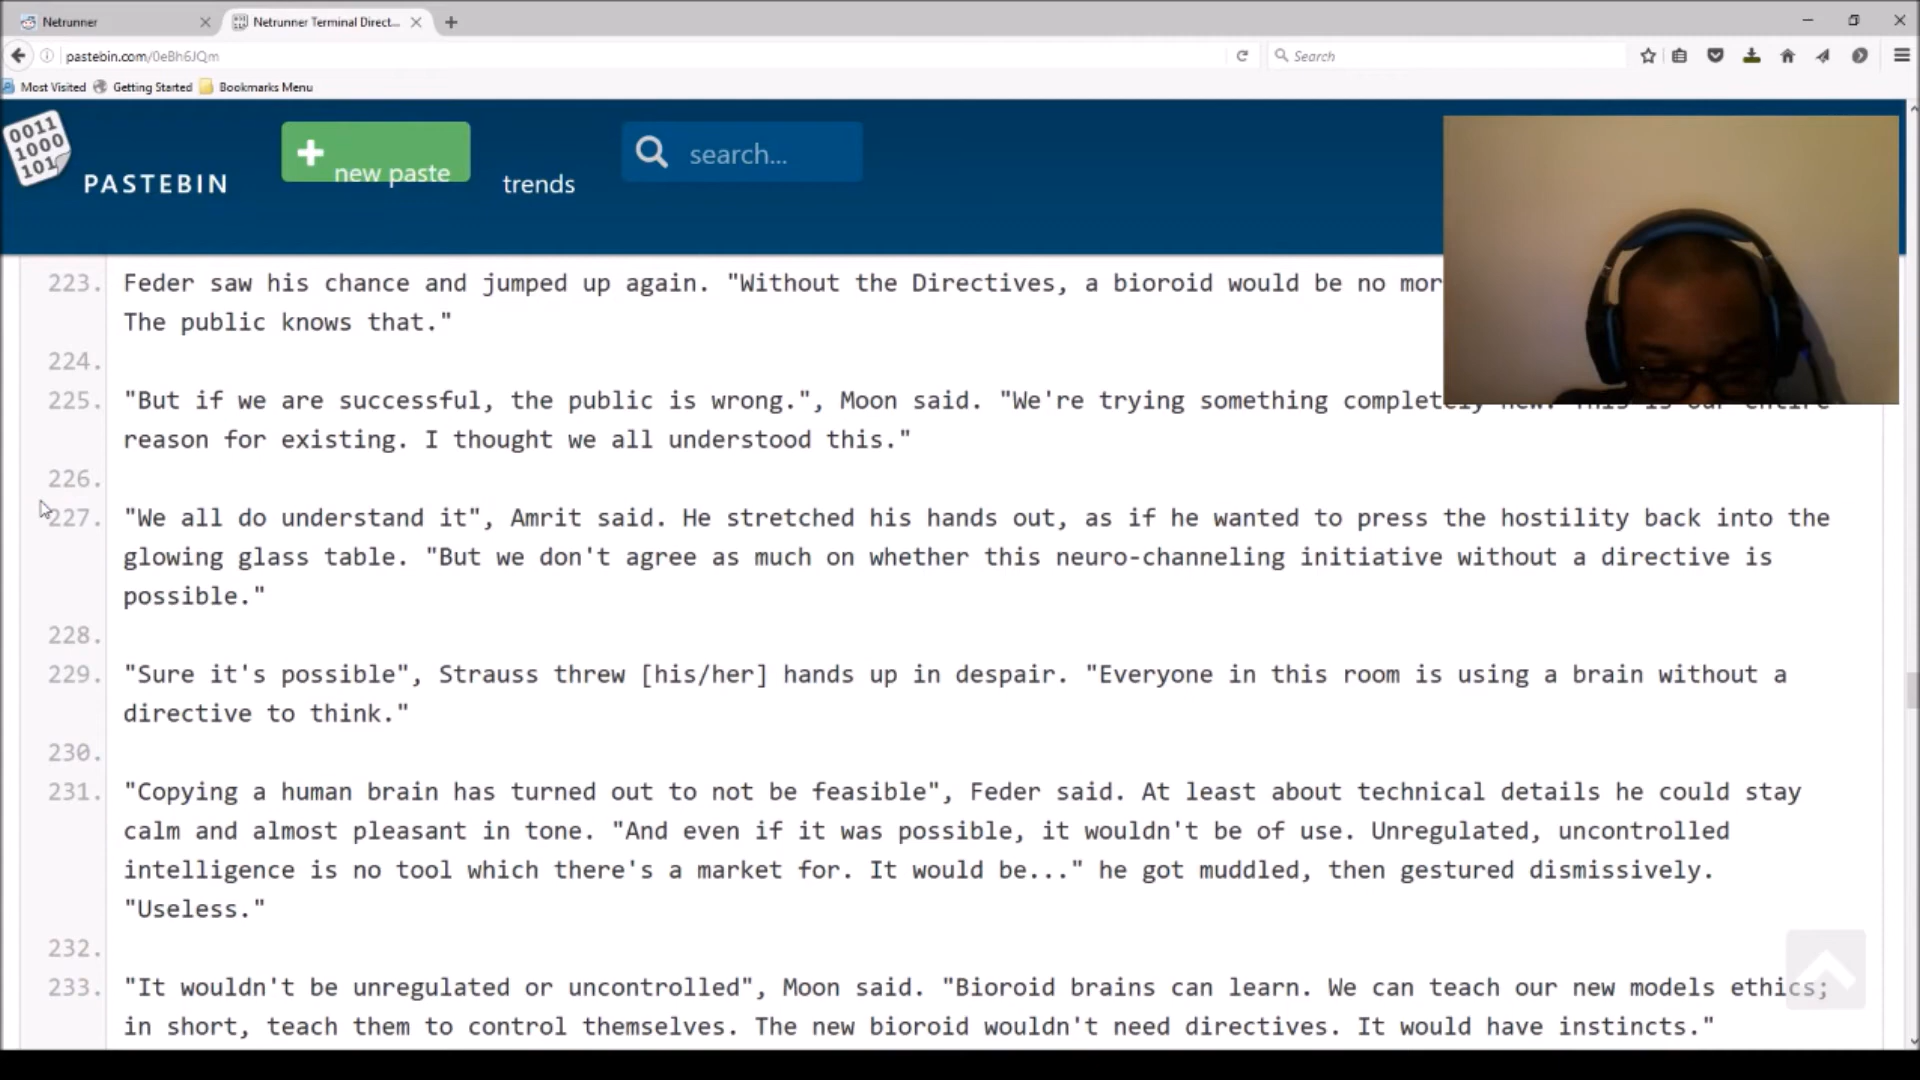 Netrunner
Netrunner Terminal Direct...
pastebin.com/0eBh6JQm
Search
Most Visited
Getting Started
Bookmarks Menu
0011
1000
101
PASTEBIN
+ new paste
trends
search...
223. Feder saw his chance and jumped up again. "Without the Directives, a bioroid would be no mor
The public knows that."
224.
225. "But if we are successful, the public is wrong.", Moon said. "We're trying something completely new. This is our entire
reason for existing. I thought we all understood this."
226.
227. "We all do understand it", Amrit said. He stretched his hands out, as if he wanted to press the hostility back into the
glowing glass table. "But we don't agree as much on whether this neuro-channeling initiative without a directive is
possible."
228.
229. "Sure it's possible", Strauss threw [his/her] hands up in despair. "Everyone in this room is using a brain without a
directive to think."
230.
231. "Copying a human brain has turned out to not be feasible", Feder said. At least about technical details he could stay
calm and almost pleasant in tone. "And even if it was possible, it wouldn't be of use. Unregulated, uncontrolled
intelligence is no tool which there's a market for. It would be..." he got muddled, then gestured dismissively.
"Useless."
232.
233. "It wouldn't be unregulated or uncontrolled", Moon said. "Bioroid brains can learn. We can teach our new models ethics;
in short, teach them to control themselves. The new bioroid wouldn't need directives. It would have instincts."